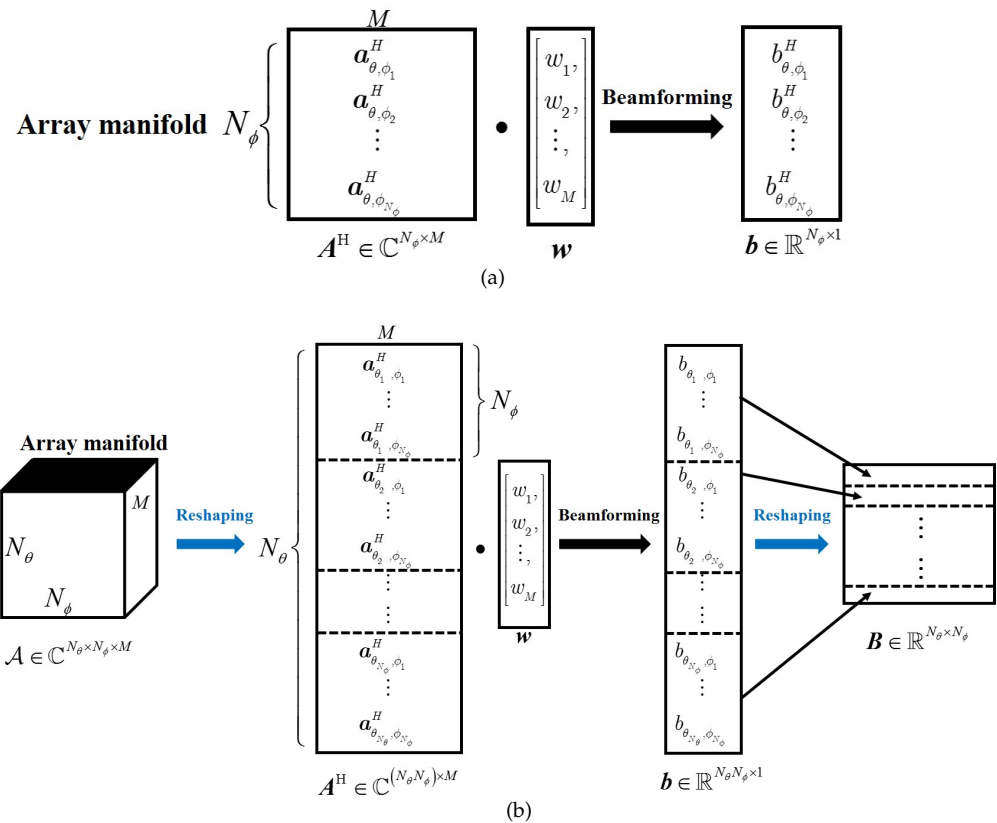 M
Array manifold N_ϕ
a^H_{θ,ϕ_1}
a^H_{θ,ϕ_2}
⋮
a^H_{θ,ϕ_{N_ϕ}}
•
w_1,
w_2,
⋮,
w_M
Beamforming
b^H_{θ,ϕ_1}
b^H_{θ,ϕ_2}
⋮
b^H_{θ,ϕ_{N_ϕ}}
A^H ∈ ℂ^{N_ϕ×M}
w
b ∈ ℝ^{N_ϕ×1}
(a)
Array manifold
M
N_θ
N_ϕ
𝒜 ∈ ℂ^{N_θ×N_ϕ×M}
Reshaping
M
N_θ
N_ϕ
a^H_{θ_1,ϕ_1}
⋮
a^H_{θ_1,ϕ_{N_ϕ}}
a^H_{θ_2,ϕ_1}
⋮
a^H_{θ_2,ϕ_{N_ϕ}}
⋮
⋮
a^H_{θ_{N_ϕ},ϕ_1}
⋮
a^H_{θ_{N_θ},ϕ_{N_ϕ}}
A^H ∈ ℂ^{(N_θN_ϕ)×M}
•
w_1,
w_2,
⋮,
w_M
w
Beamforming
b_{θ_1,ϕ_1}
⋮
b_{θ_1,ϕ_{N_ϕ}}
b_{θ_2,ϕ_1}
⋮
b_{θ_2,ϕ_{N_ϕ}}
⋮
⋮
b_{θ_{N_ϕ},ϕ_1}
⋮
b_{θ_{N_θ},ϕ_{N_ϕ}}
b ∈ ℝ^{N_θN_ϕ×1}
Reshaping
⋮
⋮
B ∈ ℝ^{N_θ×N_ϕ}
(b)